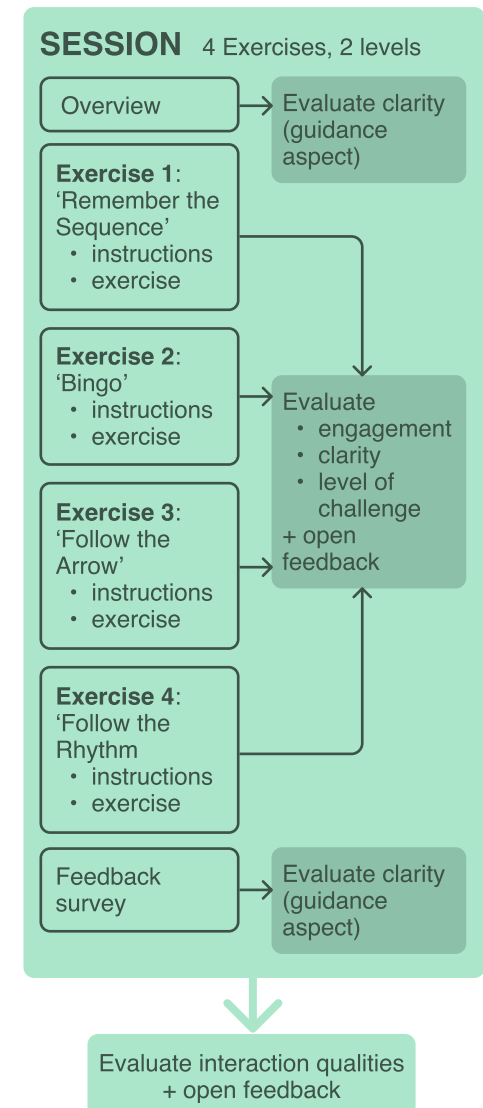 SESSION 4 Exercises, 2 levels
Overview
Evaluate clarity
(guidance
aspect)
Exercise 1:
‘Remember the
Sequence’
• instructions
• exercise
Exercise 2:
‘Bingo’
• instructions
• exercise
Evaluate
• engagement
• clarity
• level of
challenge
+ open
feedback
Exercise 3:
‘Follow the
Arrow’
• instructions
• exercise
Exercise 4:
‘Follow the
Rhythm
• instructions
• exercise
Feedback
survey
Evaluate clarity
(guidance
aspect)
Evaluate interaction qualities
+ open feedback